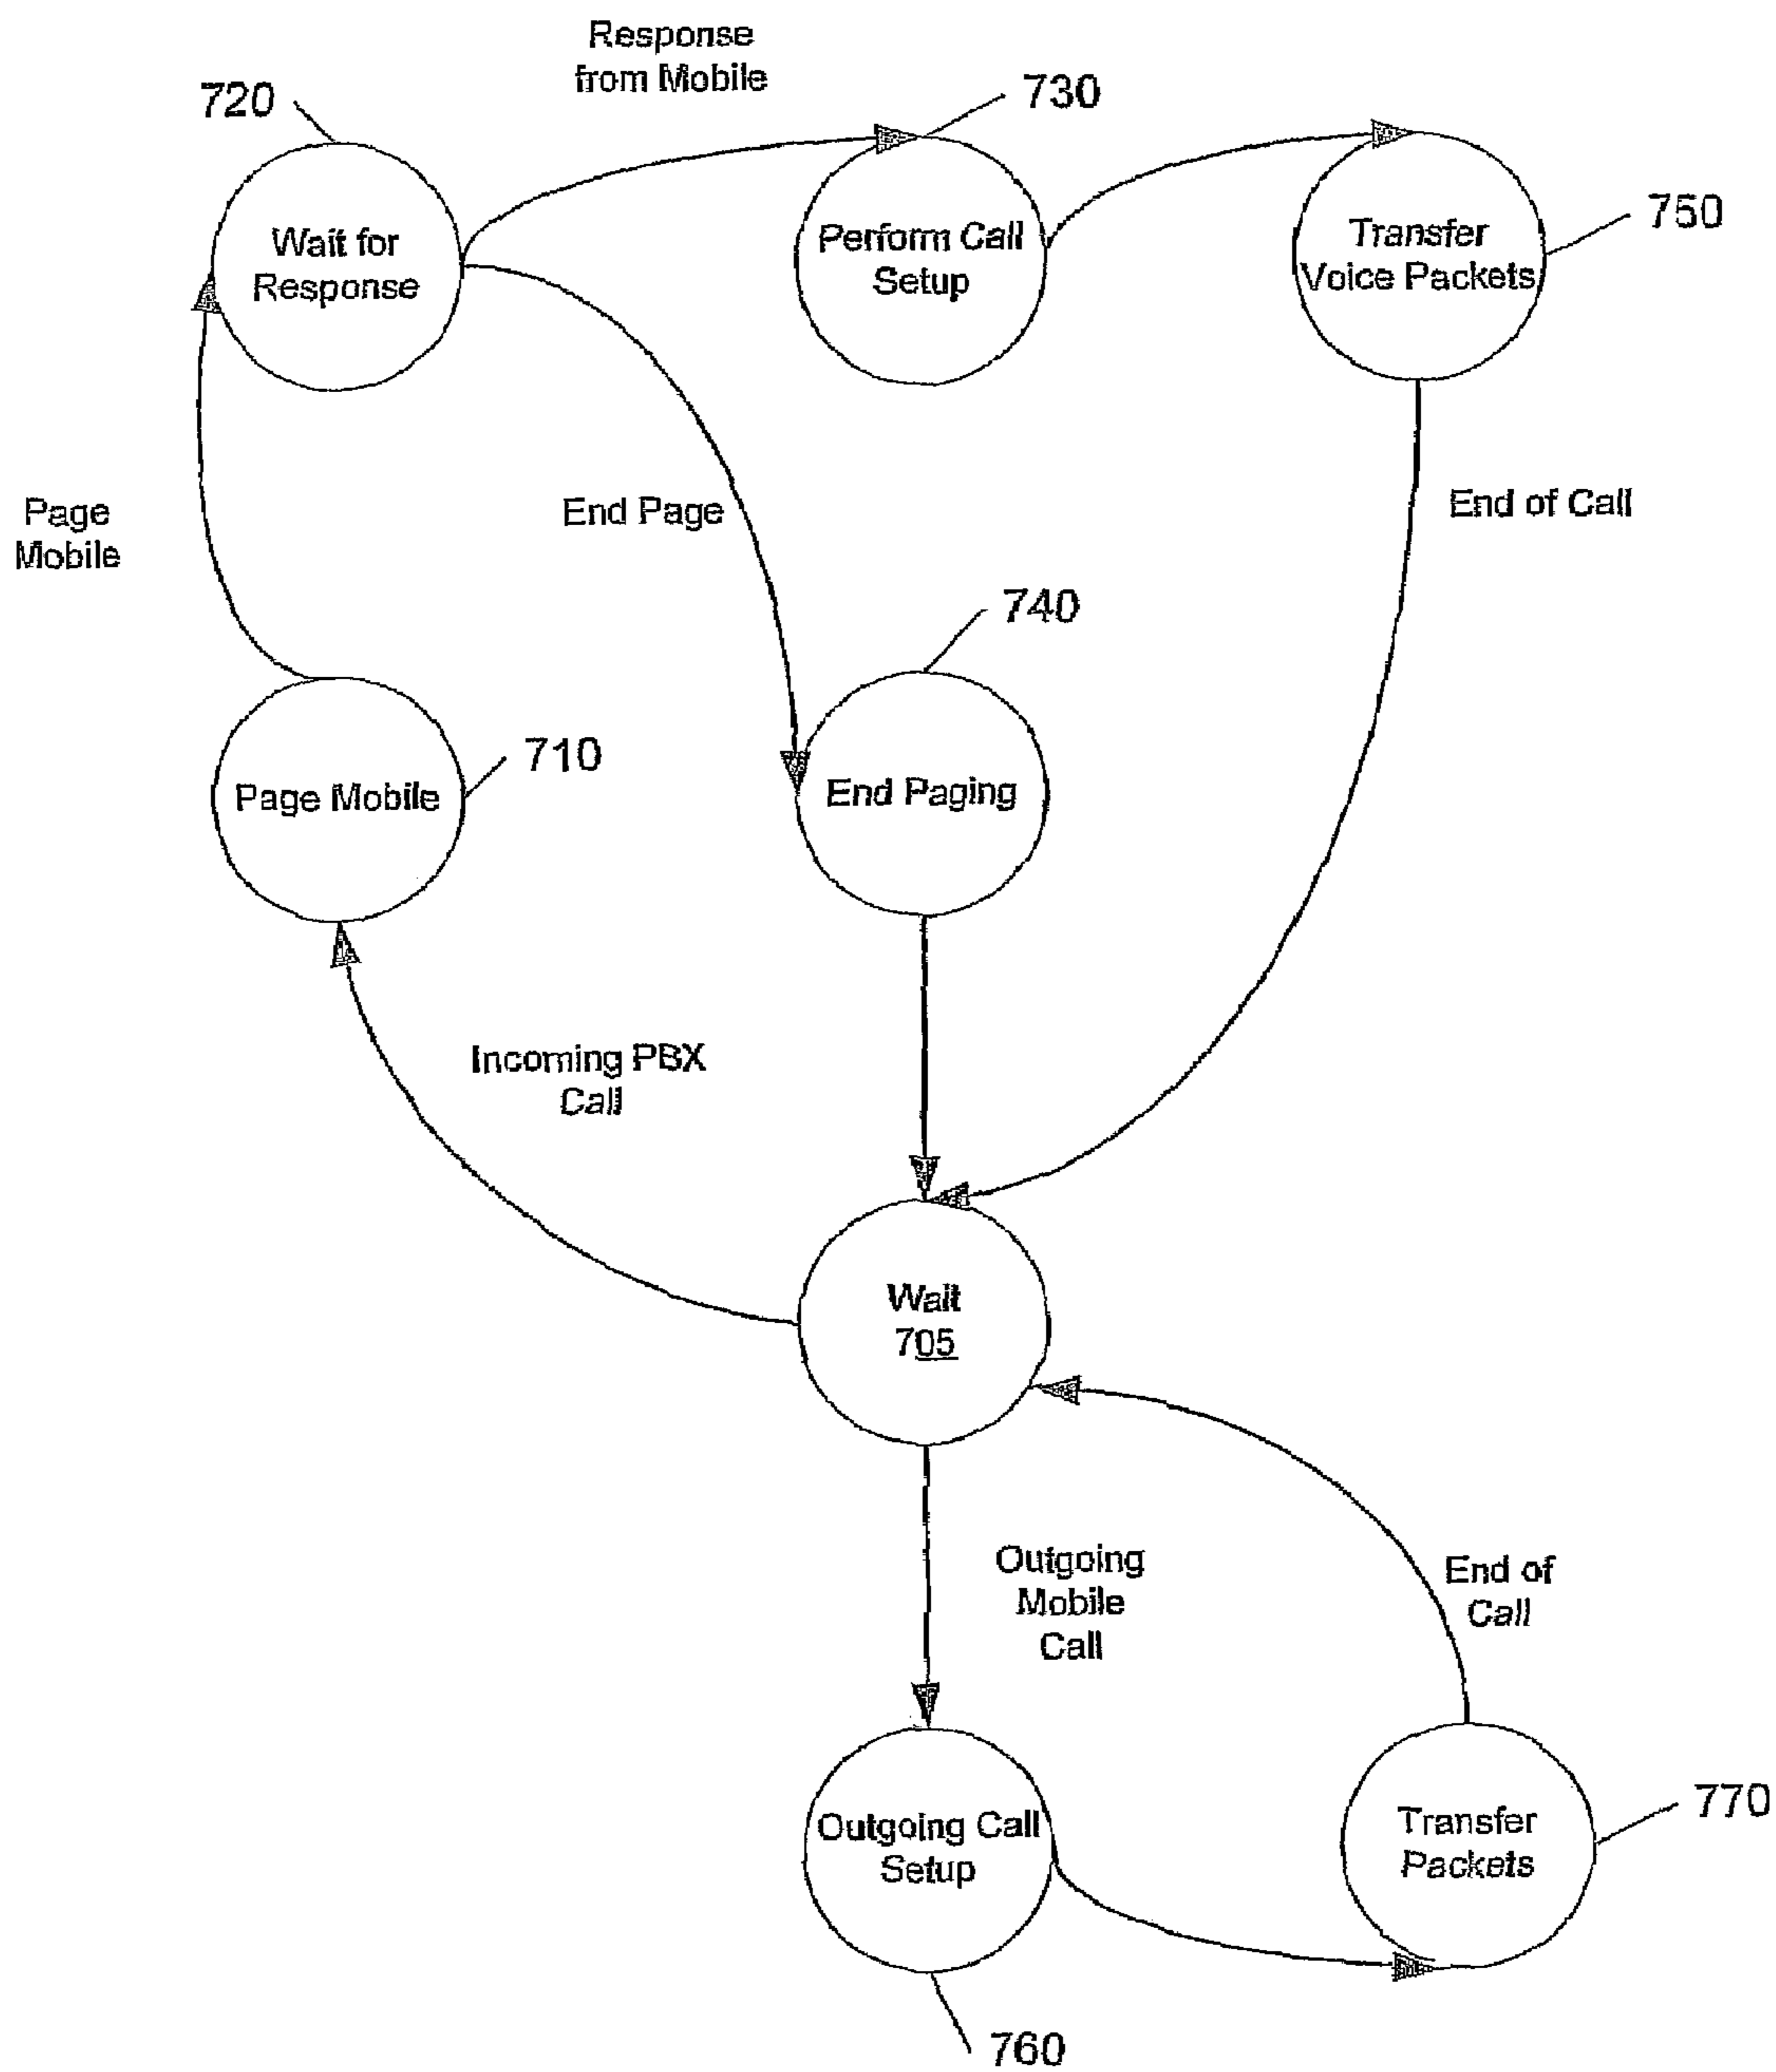 Response
from Mobile
720
730
750
Wait for
Response
Perform Call
Setup
Transfer
Voice Packets
Page
Mobile
End Page
End of Call
740
710
Page Mobile
End Paging
Incoming PBX
Call
Wait
705
Outgoing
Mobile
Call
End of
Call
770
Outgoing Call
Setup
Transfer
Packets
760